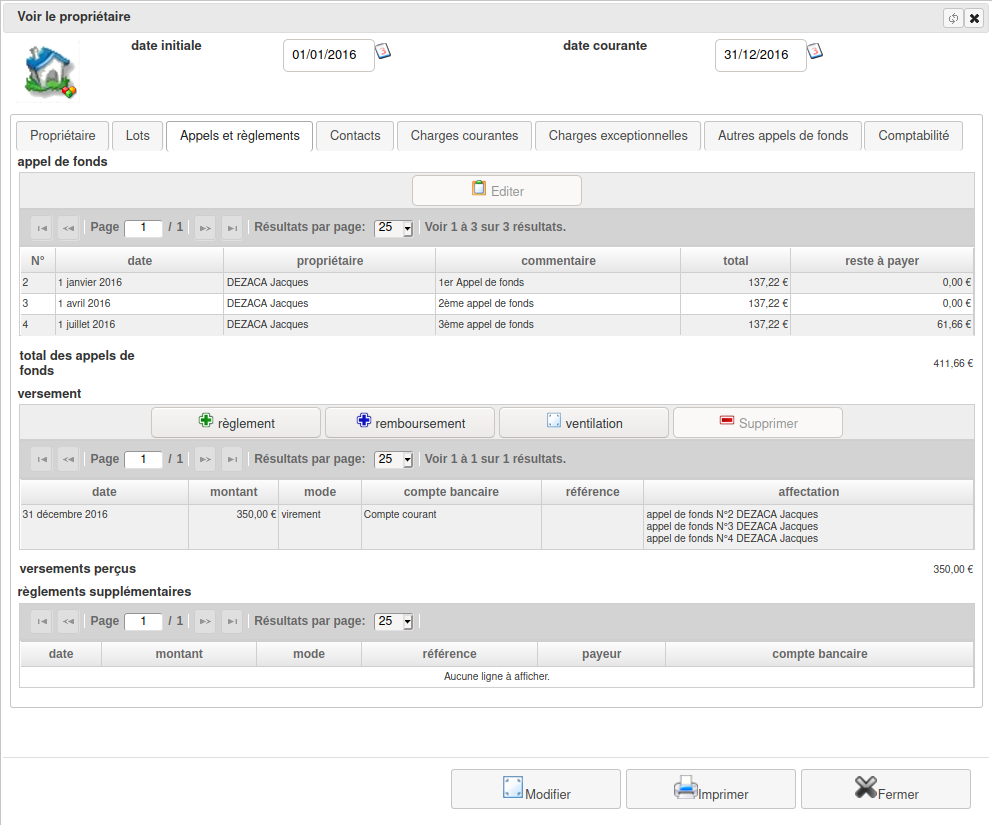 Voir le propriétaire
date initiale 01/01/2016 date courante 31/12/2016
Propriétaire Lots Appels et règlements Contacts Charges courantes Charges exceptionnelles Autres appels de fonds Comptabilité
appel de fonds
Editer
Page 1 / 1 Résultats par page: 25 Voir 1 à 3 sur 3 résultats.
N° date propriétaire commentaire total reste à payer
2 1 janvier 2016 DEZACA Jacques 1er Appel de fonds 137,22 € 0,00 €
3 1 avril 2016 DEZACA Jacques 2ème appel de fonds 137,22 € 0,00 €
4 1 juillet 2016 DEZACA Jacques 3ème appel de fonds 137,22 € 61,66 €
total des appels de
fonds
411,66 €
versement
règlement remboursement ventilation Supprimer
Page 1 / 1 Résultats par page: 25 Voir 1 à 1 sur 1 résultats.
date montant mode compte bancaire référence affectation
31 décembre 2016 350,00 € virement Compte courant appel de fonds N°2 DEZACA Jacques
appel de fonds N°3 DEZACA Jacques
appel de fonds N°4 DEZACA Jacques
versements perçus 350,00 €
règlements supplémentaires
Page 1 / 1 Résultats par page: 25
date montant mode référence payeur compte bancaire
Aucune ligne à afficher.
Modifier Imprimer Fermer